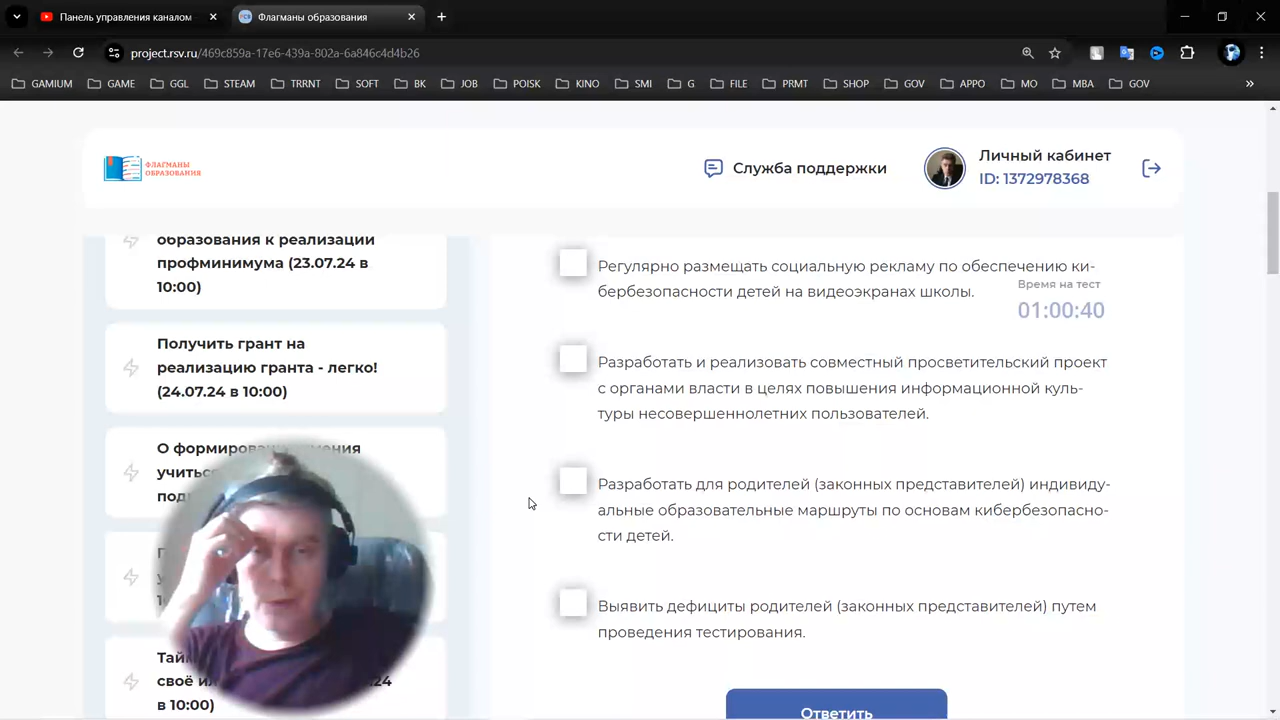 Панель управления каналом
Флагманы образования
project.rsv.ru/469c859a-17e6-439a-802a-6a846c4d4b26
GAMIUM
GAME
GGL
STEAM
TRRNT
SOFT
BK
JOB
POISK
KINO
SMI
G
FILE
PRMT
SHOP
GOV
APPO
MO
MBA
GOV
ФЛАГМАНЫ
ОБРАЗОВАНИЯ
Служба поддержки
Личный кабинет
ID: 1372978368
образования к реализации
профминимума (23.07.24 в
10:00)
Получить грант на
реализацию гранта - легко!
(24.07.24 в 10:00)
О
учитьс
в 10:00)
Регулярно размещать социальную рекламу по обеспечению ки-
бербезопасности детей на видеоэкранах школы.
Время на тест
01:00:40
Разработать и реализовать совместный просветительский проект
с органами власти в целях повышения информационной куль-
туры несовершеннолетних пользователей.
Разработать для родителей (законных представителей) индивиду-
альные образовательные маршруты по основам кибербезопасно-
сти детей.
Выявить дефициты родителей (законных представителей) путем
проведения тестирования.
Ответить